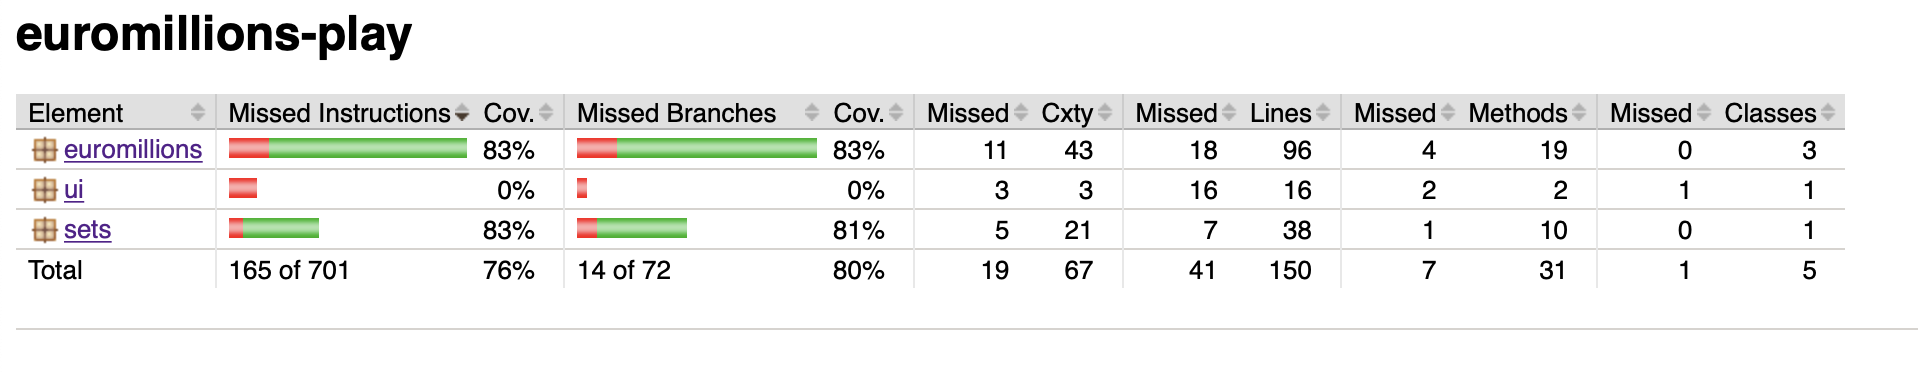 euromillions-play
Element Missed Instructions Cov. Missed Branches Cov. Missed Cxty Missed Lines Missed Methods Missed Classes
euromillions 83% 83% 11 43 18 96 4 19 0 3
ui 0% 0% 3 3 16 16 2 2 1 1
sets 83% 81% 5 21 7 38 1 10 0 1
Total 165 of 701 76% 14 of 72 80% 19 67 41 150 7 31 1 5